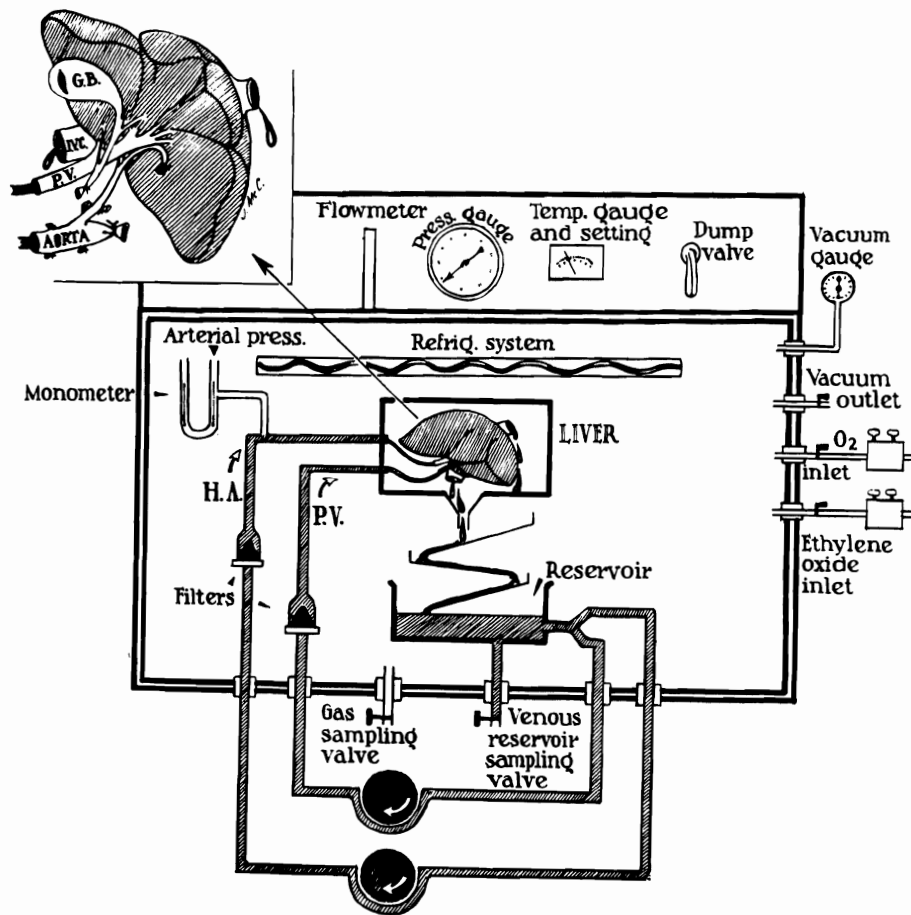 G.B.
IVC.
P.V.
AORTA
J. McC.
Flowmeter
Press. gauge
Temp. gauge
and setting
Dump
valve
Vacuum
gauge
Arterial press.
Refrig. system
Monometer
Vacuum
outlet
LIVER
O2
inlet
H.A.
P.V.
Ethylene
oxide
inlet
Reservoir
Filters
Gas
sampling
valve
Venous
reservoir
sampling
valve